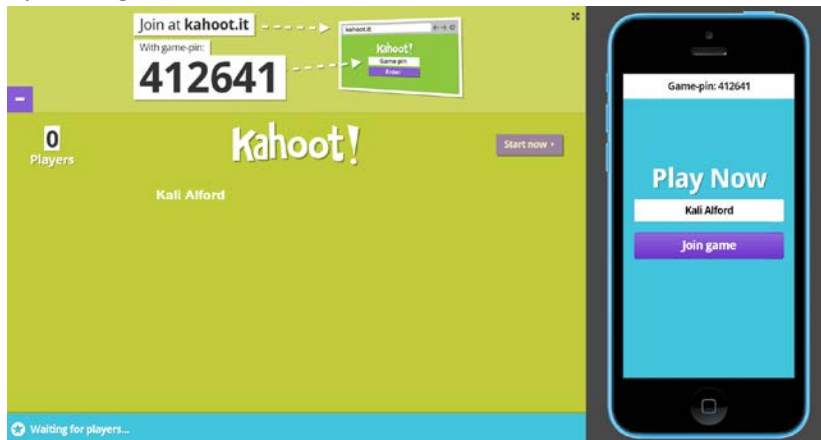 Join at kahoot.it
With game-pin:
412641
kahoot.it
Kahoot!
Game pin
Enter
0
Players
Kahoot!
Start now
Kali Alford
Waiting for players...
Game-pin: 412641
Play Now
Kali Alford
Join game